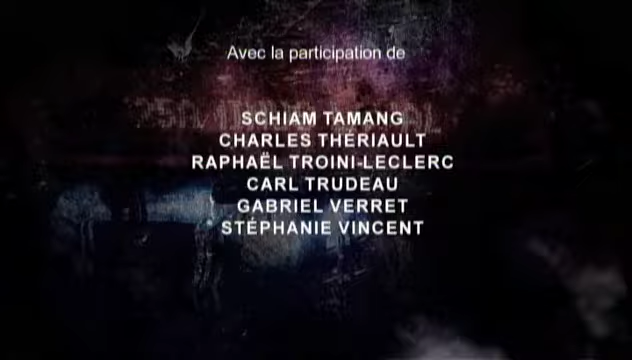 Avec la participation de
SCHIAM TAMANG
CHARLES THÉRIAULT
RAPHAËL TROINI-LECLERC
CARL TRUDEAU
GABRIEL VERRET
STÉPHANIE VINCENT